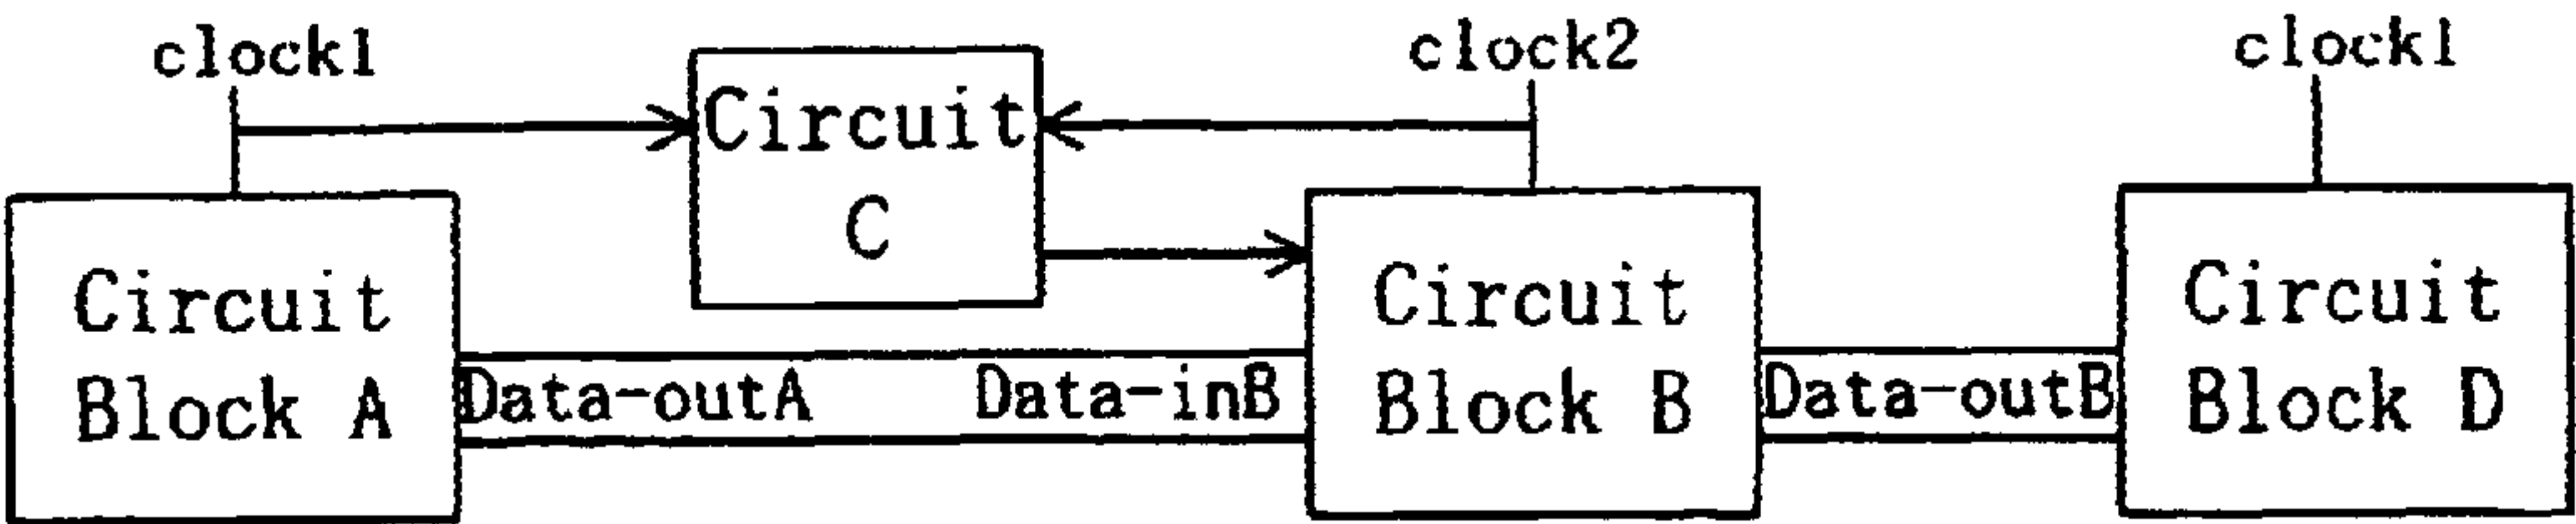 clock1
clock2
clock1
Circuit
C
Circuit
Block A
Data-outA
Data-inB
Circuit
Block B
Data-outB
Circuit
Block D